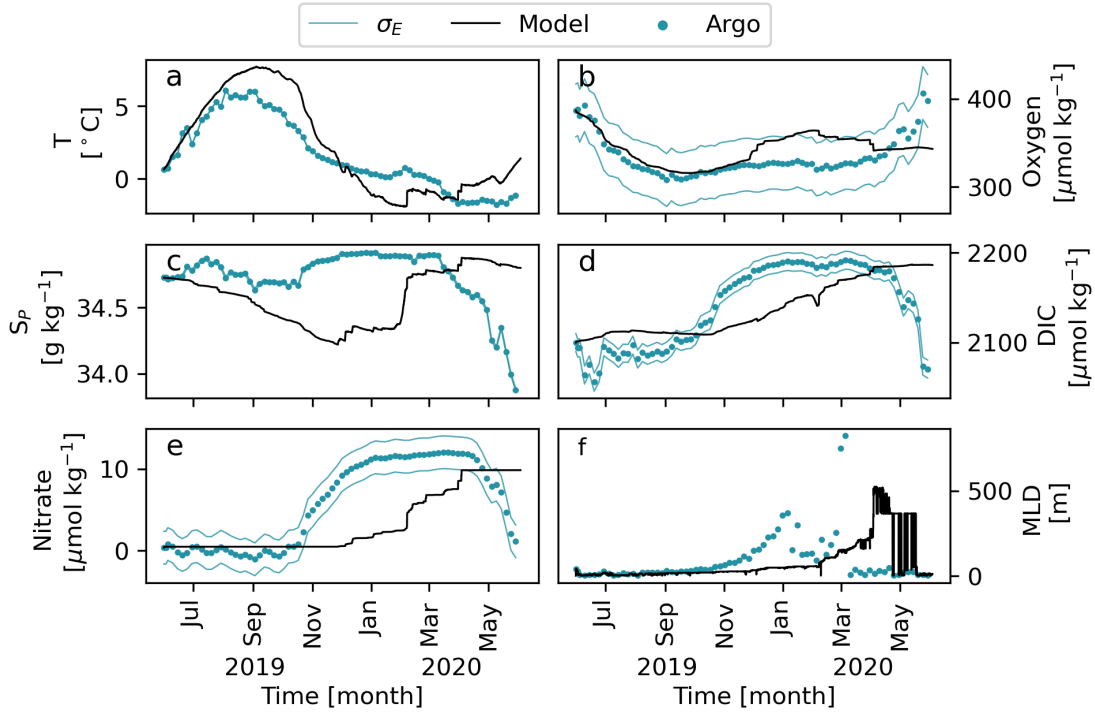 σ_E Model Argo
a
5
0
T
[°C]
b
400
300
Oxygen
[μmol kg⁻¹]
c
34.5
34.0
S_P
[g kg⁻¹]
d
2200
2100
DIC
[μmol kg⁻¹]
e
10
0
Nitrate
[μmol kg⁻¹]
f
500
0
MLD
[m]
Jul Sep Nov Jan Mar May
2019 2020
Time [month]
Jul Sep Nov Jan Mar May
2019 2020
Time [month]